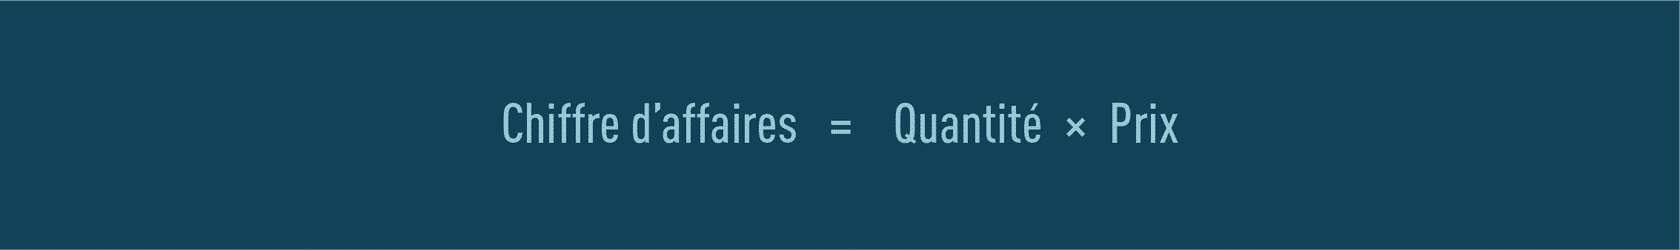 Chiffre d’affaires = Quantité × Prix